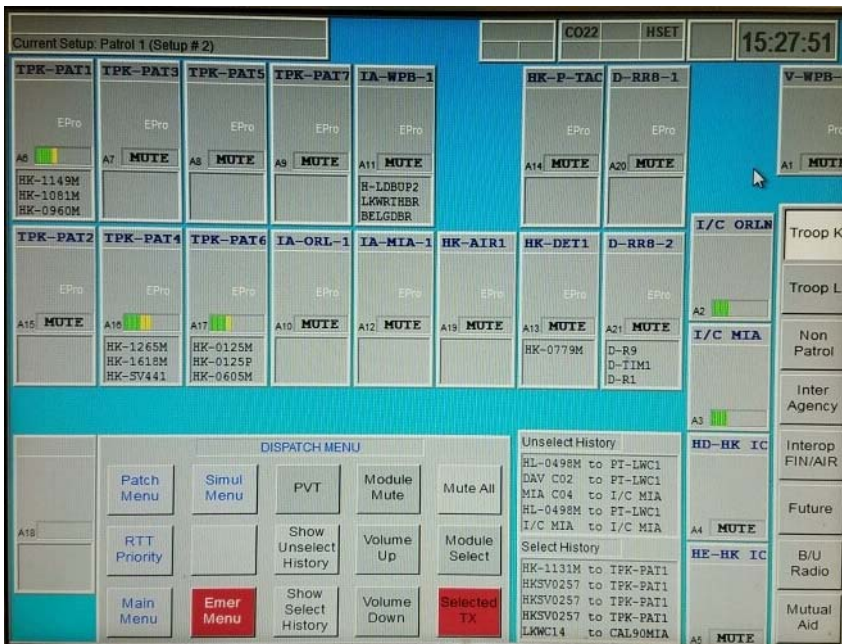 Current Setup: Patrol 1 (Setup # 2)
CO22
HSET
15:27:51
TPK-PAT1
EPro
A6
HK-1149M
HK-1081M
HK-0960M
TPK-PAT3
EPro
A7 MUTE
TPK-PAT5
EPro
A8 MUTE
TPK-PAT7
EPro
A9 MUTE
IA-WPB-1
EPro
A11 MUTE
H-LDBUP2
LKWRTHBR
BELGDBR
HK-P-TAC
EPro
A14 MUTE
D-RR8-1
EPro
A20 MUTE
V-WPB-
A1 MUTE
TPK-PAT2
EPro
A15 MUTE
TPK-PAT4
EPro
A16
HK-1265M
HK-1618M
HK-SV441
TPK-PAT6
EPro
A17
HK-0125M
HK-0125P
HK-0605M
IA-ORL-1
EPro
A10 MUTE
IA-MIA-1
EPro
A12 MUTE
HK-AIR1
EPro
A19 MUTE
HK-DET1
EPro
A13 MUTE
HK-0779M
D-RR8-2
EPro
A21 MUTE
D-R9
D-TIM1
D-R1
I/C ORLN
A2
I/C MIA
A3
HD-HK IC
A4 MUTE
HE-HK IC
A5 MUTE
Troop K
Troop L
Non
Patrol
Inter
Agency
Interop
FIN/AIR
Future
B/U
Radio
Mutual
Aid
A18
DISPATCH MENU
Patch
Menu
Simul
Menu
PVT
Module
Mute
Mute All
RTT
Priority
Show
Unselect
History
Volume
Up
Module
Select
Main
Menu
Emer
Menu
Show
Select
History
Volume
Down
Selected
TX
Unselect History
HL-0498M to PT-LWC1
DAV C02 to PT-LWC1
MIA C04 to I/C MIA
HL-0498M to PT-LWC1
I/C MIA to I/C MIA
Select History
HK-1131M to TPK-PAT1
HKSV0257 to TPK-PAT1
HKSV0257 to TPK-PAT1
HKSV0257 to TPK-PAT1
LKWC14 to CAL90MIA